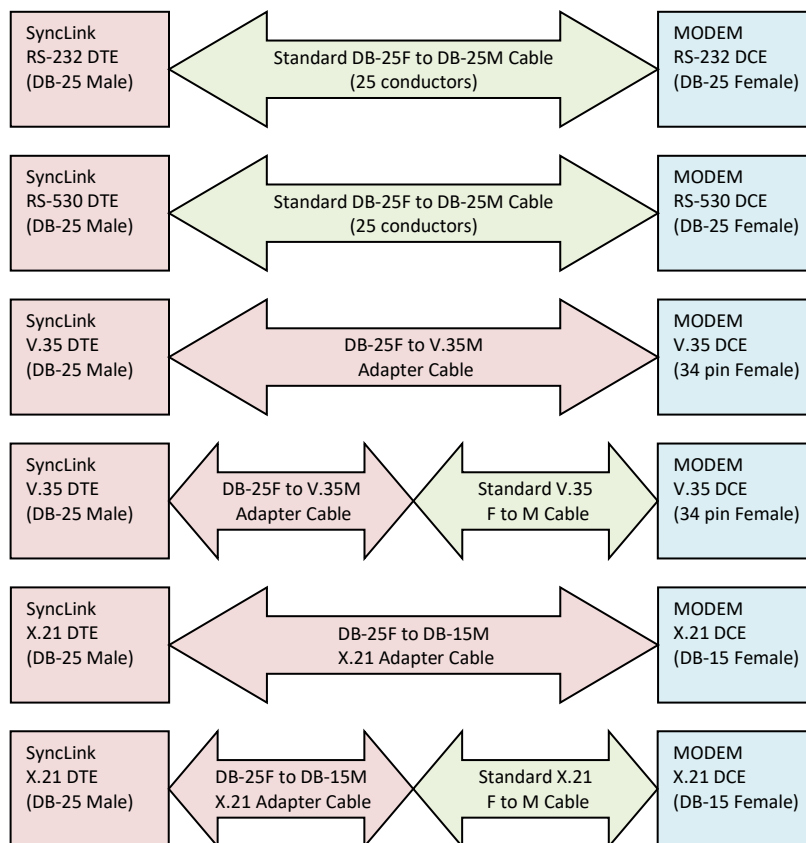 SyncLink
RS-232 DTE
(DB-25 Male)
Standard DB-25F to DB-25M Cable
(25 conductors)
MODEM
RS-232 DCE
(DB-25 Female)
SyncLink
RS-530 DTE
(DB-25 Male)
Standard DB-25F to DB-25M Cable
(25 conductors)
MODEM
RS-530 DCE
(DB-25 Female)
SyncLink
V.35 DTE
(DB-25 Male)
DB-25F to V.35M
Adapter Cable
MODEM
V.35 DCE
(34 pin Female)
SyncLink
V.35 DTE
(DB-25 Male)
DB-25F to V.35M
Adapter Cable
Standard V.35
F to M Cable
MODEM
V.35 DCE
(34 pin Female)
SyncLink
X.21 DTE
(DB-25 Male)
DB-25F to DB-15M
X.21 Adapter Cable
MODEM
X.21 DCE
(DB-15 Female)
SyncLink
X.21 DTE
(DB-25 Male)
DB-25F to DB-15M
X.21 Adapter Cable
Standard X.21
F to M Cable
MODEM
X.21 DCE
(DB-15 Female)